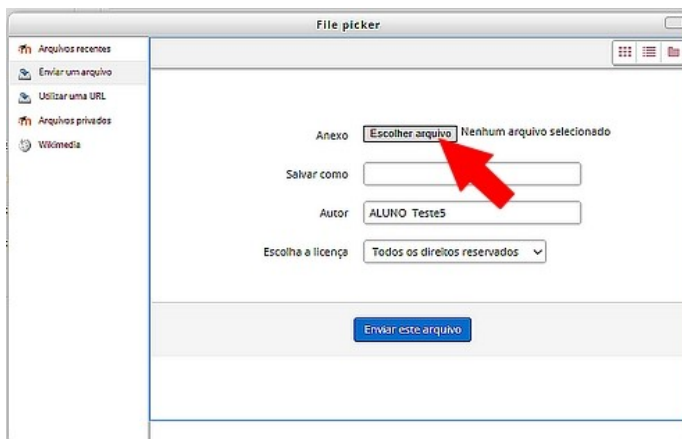 File picker
Arquivos recentes
Enviar um arquivo
Utilizar uma URL
Arquivos privados
Wikimedia
Anexo Escolher arquivo Nenhum arquivo selecionado
Salvar como
Autor ALUNO Teste5
Escolha a licença Todos os direitos reservados
Enviar este arquivo